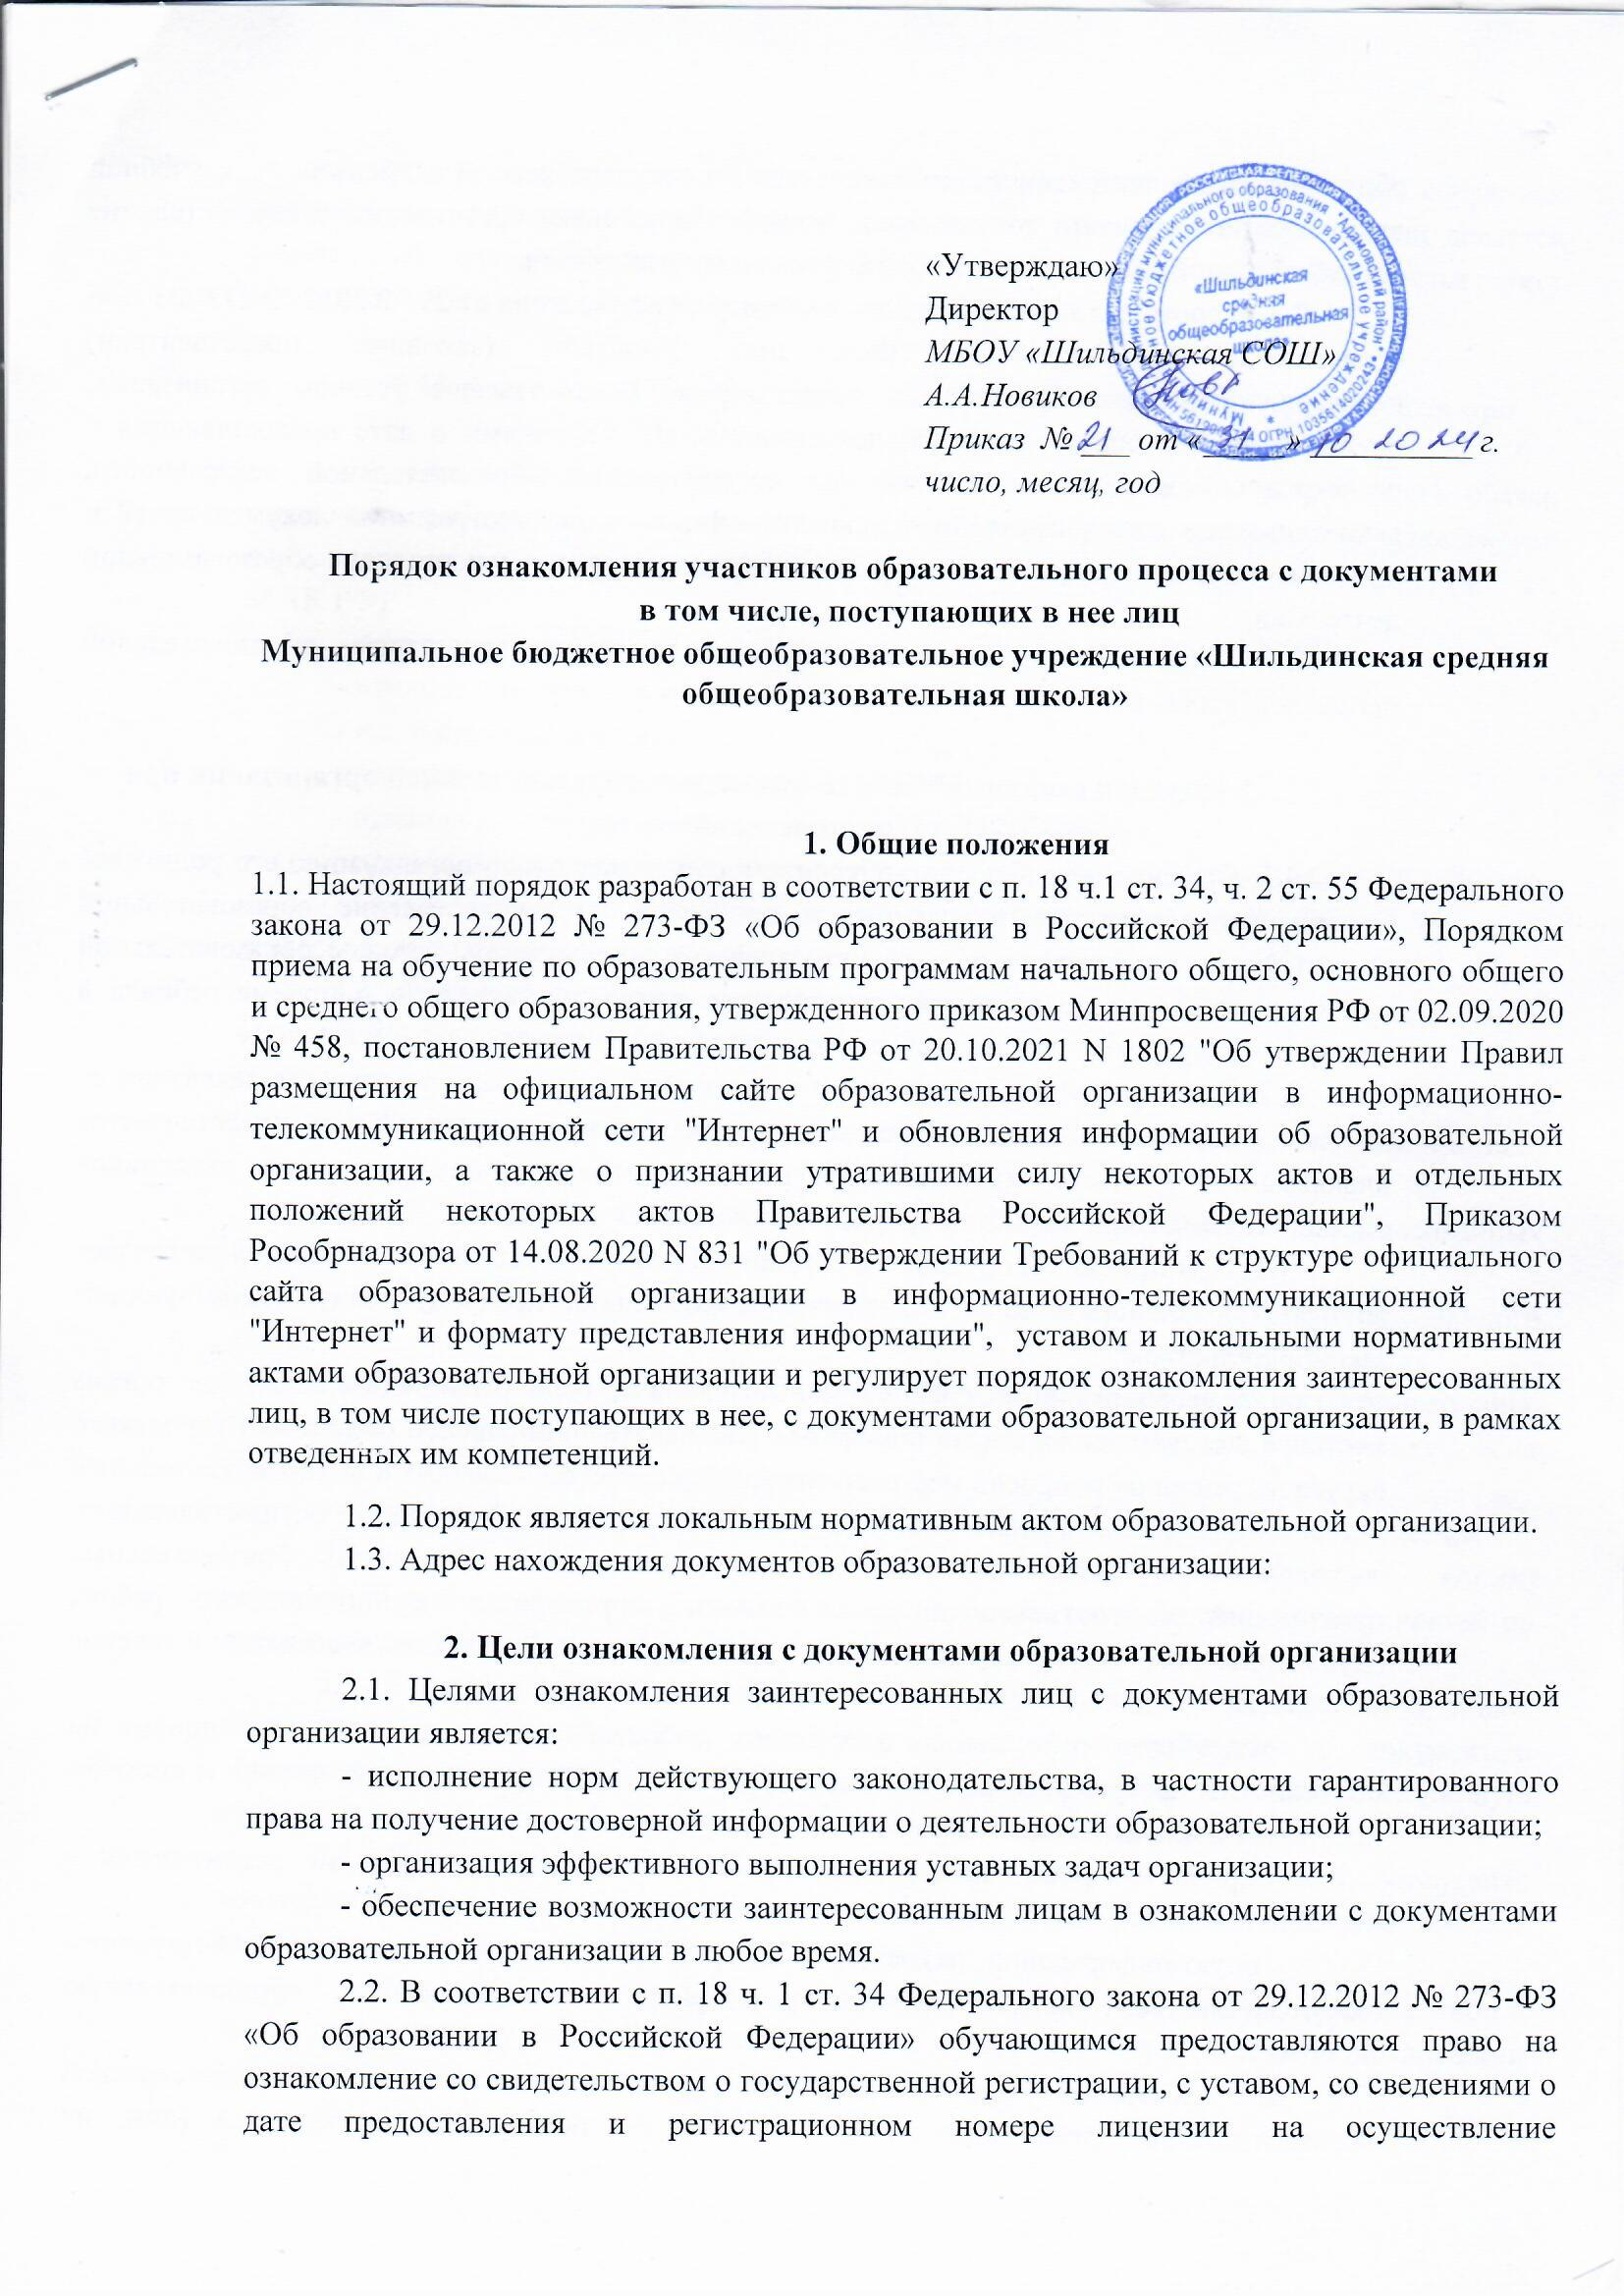 «Утверждаю»
Директор
МБОУ «Шильдинская СОШ»
А.А.Новиков
Приказ № 21 от « 31 » 10 2024 г.
число, месяц, год
«Шильдинская
средняя
общеобразовательная
школа»
Порядок ознакомления участников образовательного процесса с документами
в том числе, поступающих в нее лиц
Муниципальное бюджетное общеобразовательное учреждение «Шильдинская средняя
общеобразовательная школа»
1. Общие положения
1.1. Настоящий порядок разработан в соответствии с п. 18 ч.1 ст. 34, ч. 2 ст. 55 Федерального
закона от 29.12.2012 № 273-ФЗ «Об образовании в Российской Федерации», Порядком
приема на обучение по образовательным программам начального общего, основного общего
и среднего общего образования, утвержденного приказом Минпросвещения РФ от 02.09.2020
№ 458, постановлением Правительства РФ от 20.10.2021 N 1802 "Об утверждении Правил
размещения на официальном сайте образовательной организации в информационно-
телекоммуникационной сети "Интернет" и обновления информации об образовательной
организации, а также о признании утратившими силу некоторых актов и отдельных
положений некоторых актов Правительства Российской Федерации", Приказом
Рособрнадзора от 14.08.2020 N 831 "Об утверждении Требований к структуре официального
сайта образовательной организации в информационно-телекоммуникационной сети
"Интернет" и формату представления информации", уставом и локальными нормативными
актами образовательной организации и регулирует порядок ознакомления заинтересованных
лиц, в том числе поступающих в нее, с документами образовательной организации, в рамках
отведенных им компетенций.
1.2. Порядок является локальным нормативным актом образовательной организации.
1.3. Адрес нахождения документов образовательной организации:
2. Цели ознакомления с документами образовательной организации
2.1. Целями ознакомления заинтересованных лиц с документами образовательной
организации является:
- исполнение норм действующего законодательства, в частности гарантированного
права на получение достоверной информации о деятельности образовательной организации;
- организация эффективного выполнения уставных задач организации;
- обеспечение возможности заинтересованным лицам в ознакомлении с документами
образовательной организации в любое время.
2.2. В соответствии с п. 18 ч. 1 ст. 34 Федерального закона от 29.12.2012 № 273-ФЗ
«Об образовании в Российской Федерации» обучающимся предоставляются право на
ознакомление со свидетельством о государственной регистрации, с уставом, со сведениями о
дате предоставления и регистрационном номере лицензии на осуществление